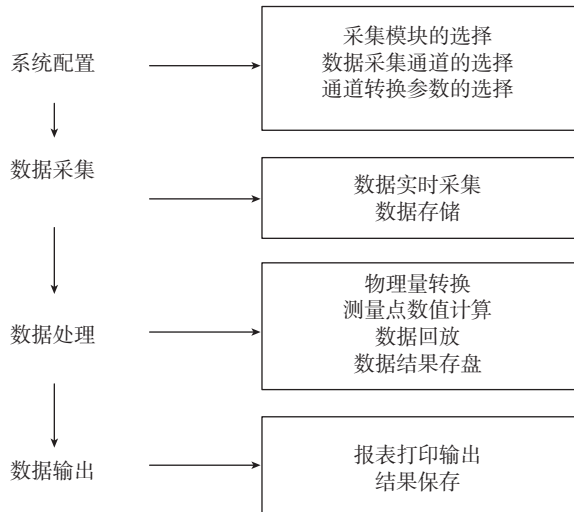 系统配置
采集模块的选择
数据采集通道的选择
通道转换参数的选择
数据采集
数据实时采集
数据存储
数据处理
物理量转换
测量点数值计算
数据回放
数据结果存盘
数据输出
报表打印输出
结果保存